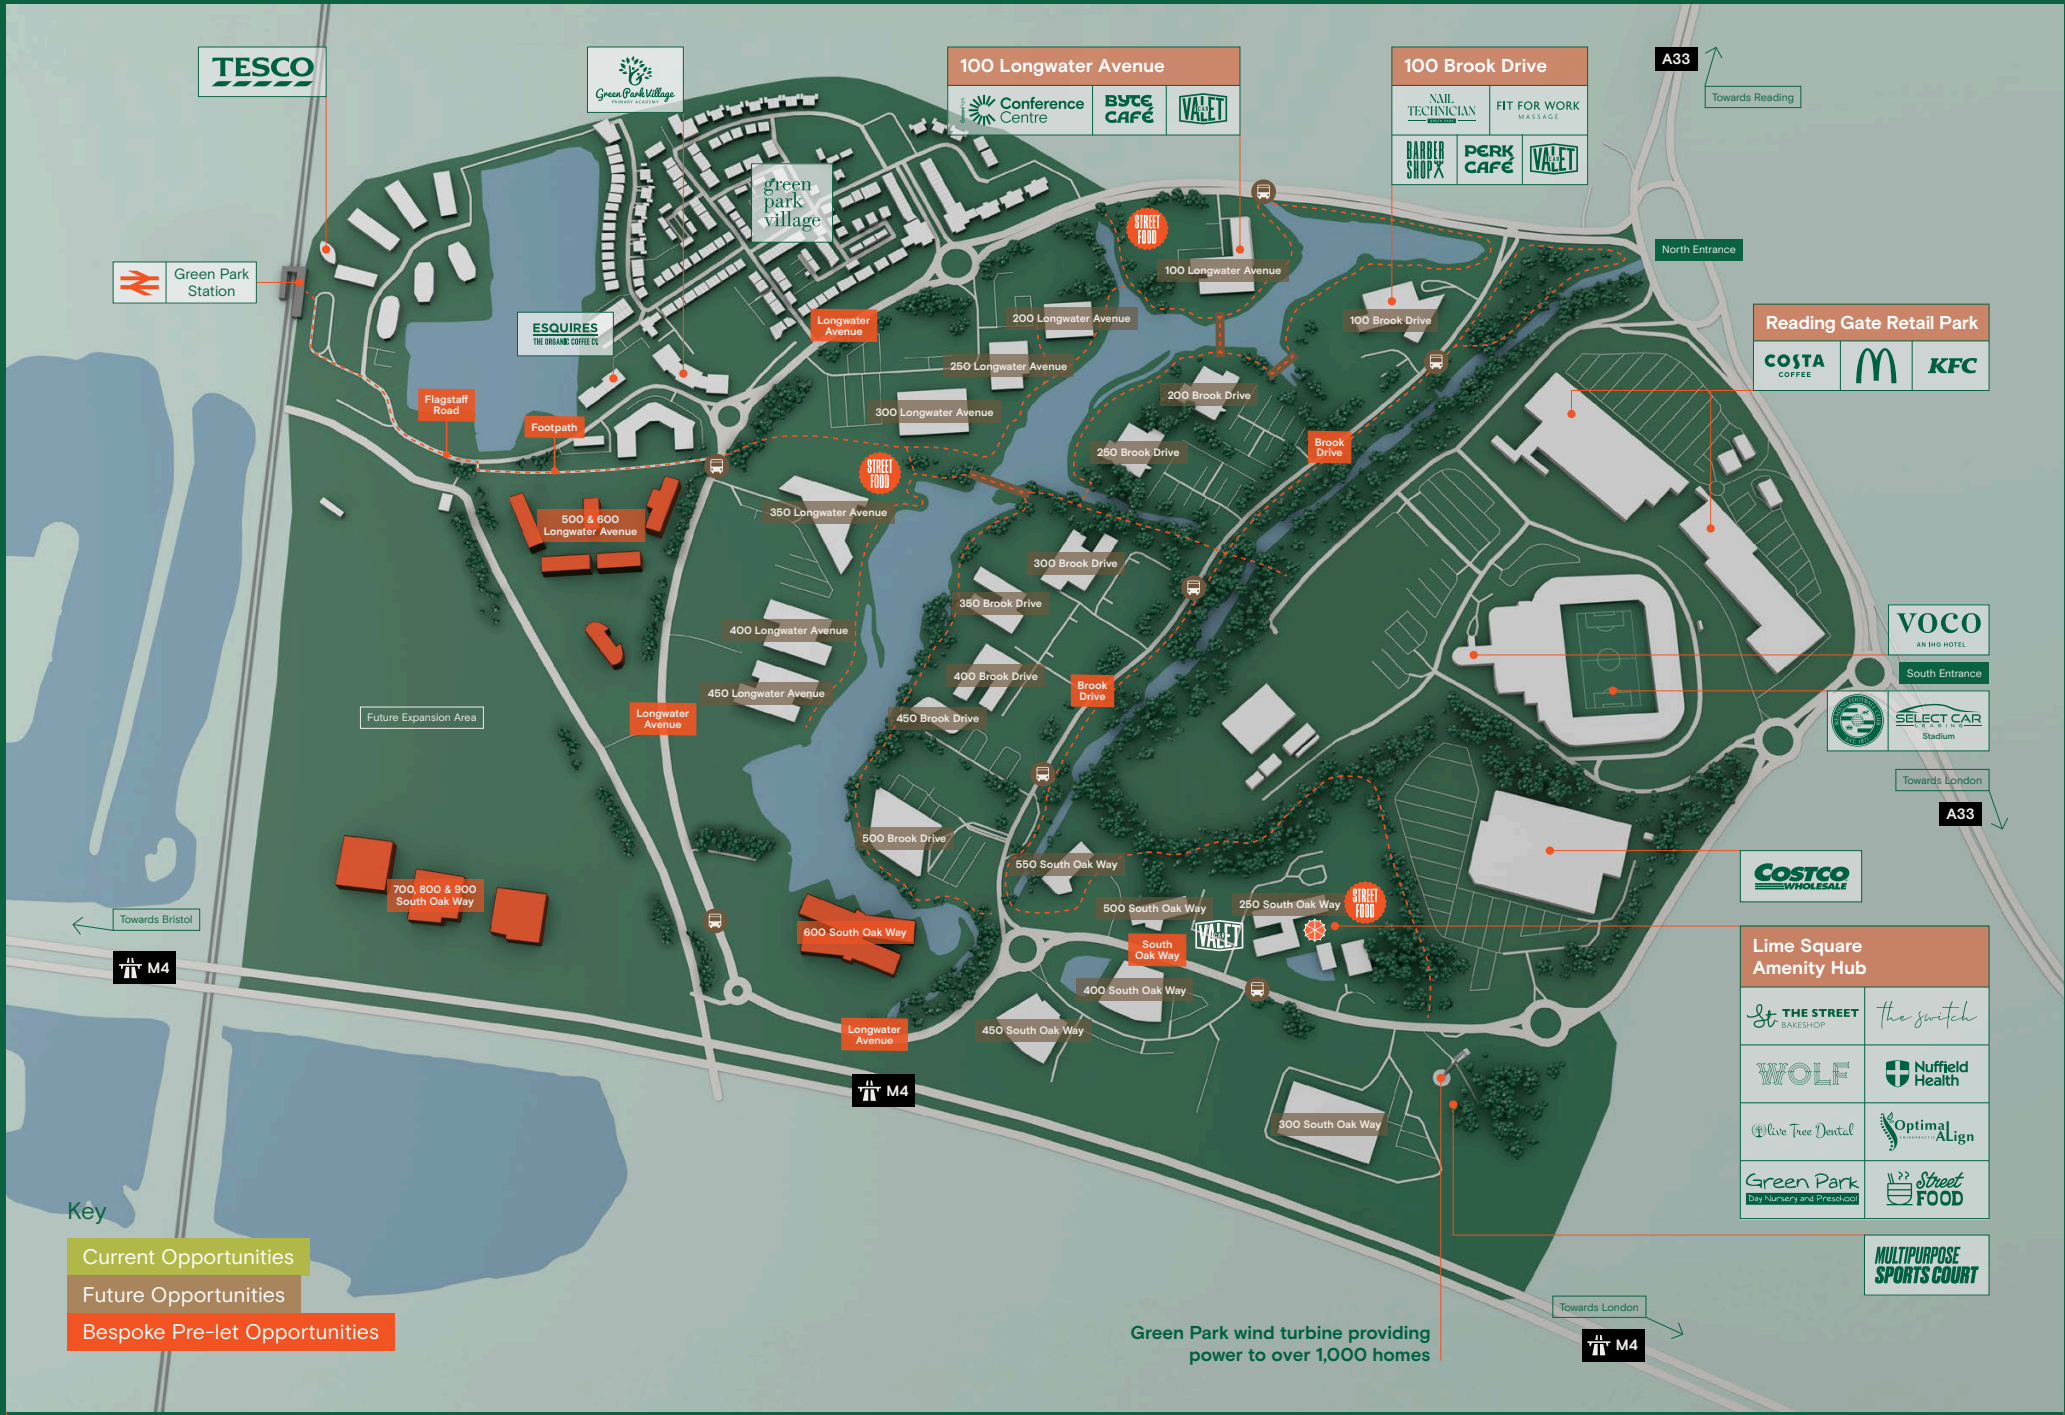 TESCO
Green Park Village
PRIMARY ACADEMY
100 Longwater Avenue
Conference
Centre
BYTE
CAFÉ
CAR
VALET
100 Brook Drive
NAIL
TECHNICIAN
FIT FOR WORK
MASSAGE
BARBER
SHOP
PERK
CAFÉ
CAR
VALET
A33
Towards Reading
green
park
village
STREET
FOOD
North Entrance
Green Park
Station
100 Longwater Avenue
ESQUIRES
THE ORGANIC COFFEE Co
Longwater
Avenue
200 Longwater Avenue
100 Brook Drive
Reading Gate Retail Park
COSTA
COFFEE
KFC
250 Longwater Avenue
200 Brook Drive
Flagstaff
Road
Footpath
300 Longwater Avenue
250 Brook Drive
Brook
Drive
STREET
FOOD
500 & 600
Longwater Avenue
350 Longwater Avenue
300 Brook Drive
350 Brook Drive
400 Longwater Avenue
VOCO
AN IHG HOTEL
South Entrance
450 Longwater Avenue
400 Brook Drive
Brook
Drive
450 Brook Drive
Longwater
Avenue
Future Expansion Area
READING FOOTBALL CLUB
EST. 1871
SELECT CAR
LEASING
Stadium
Towards London
A33
500 Brook Drive
550 South Oak Way
COSTCO
WHOLESALE
700, 800 & 900
South Oak Way
600 South Oak Way
500 South Oak Way
250 South Oak Way
STREET
FOOD
CAR
VALET
South
Oak Way
Towards Bristol
M4
400 South Oak Way
450 South Oak Way
Longwater
Avenue
M4
300 South Oak Way
Lime Square
Amenity Hub
St THE STREET
BAKESHOP
the switch
WOLF
Nuffield
Health
Olive Tree Dental
Optimal
CHIROPRACTIC ALign
Green Park
Day Nursery and Preschool
Street
FOOD
MULTIPURPOSE
SPORTS COURT
Key
Current Opportunities
Future Opportunities
Bespoke Pre-let Opportunities
Green Park wind turbine providing
power to over 1,000 homes
Towards London
M4